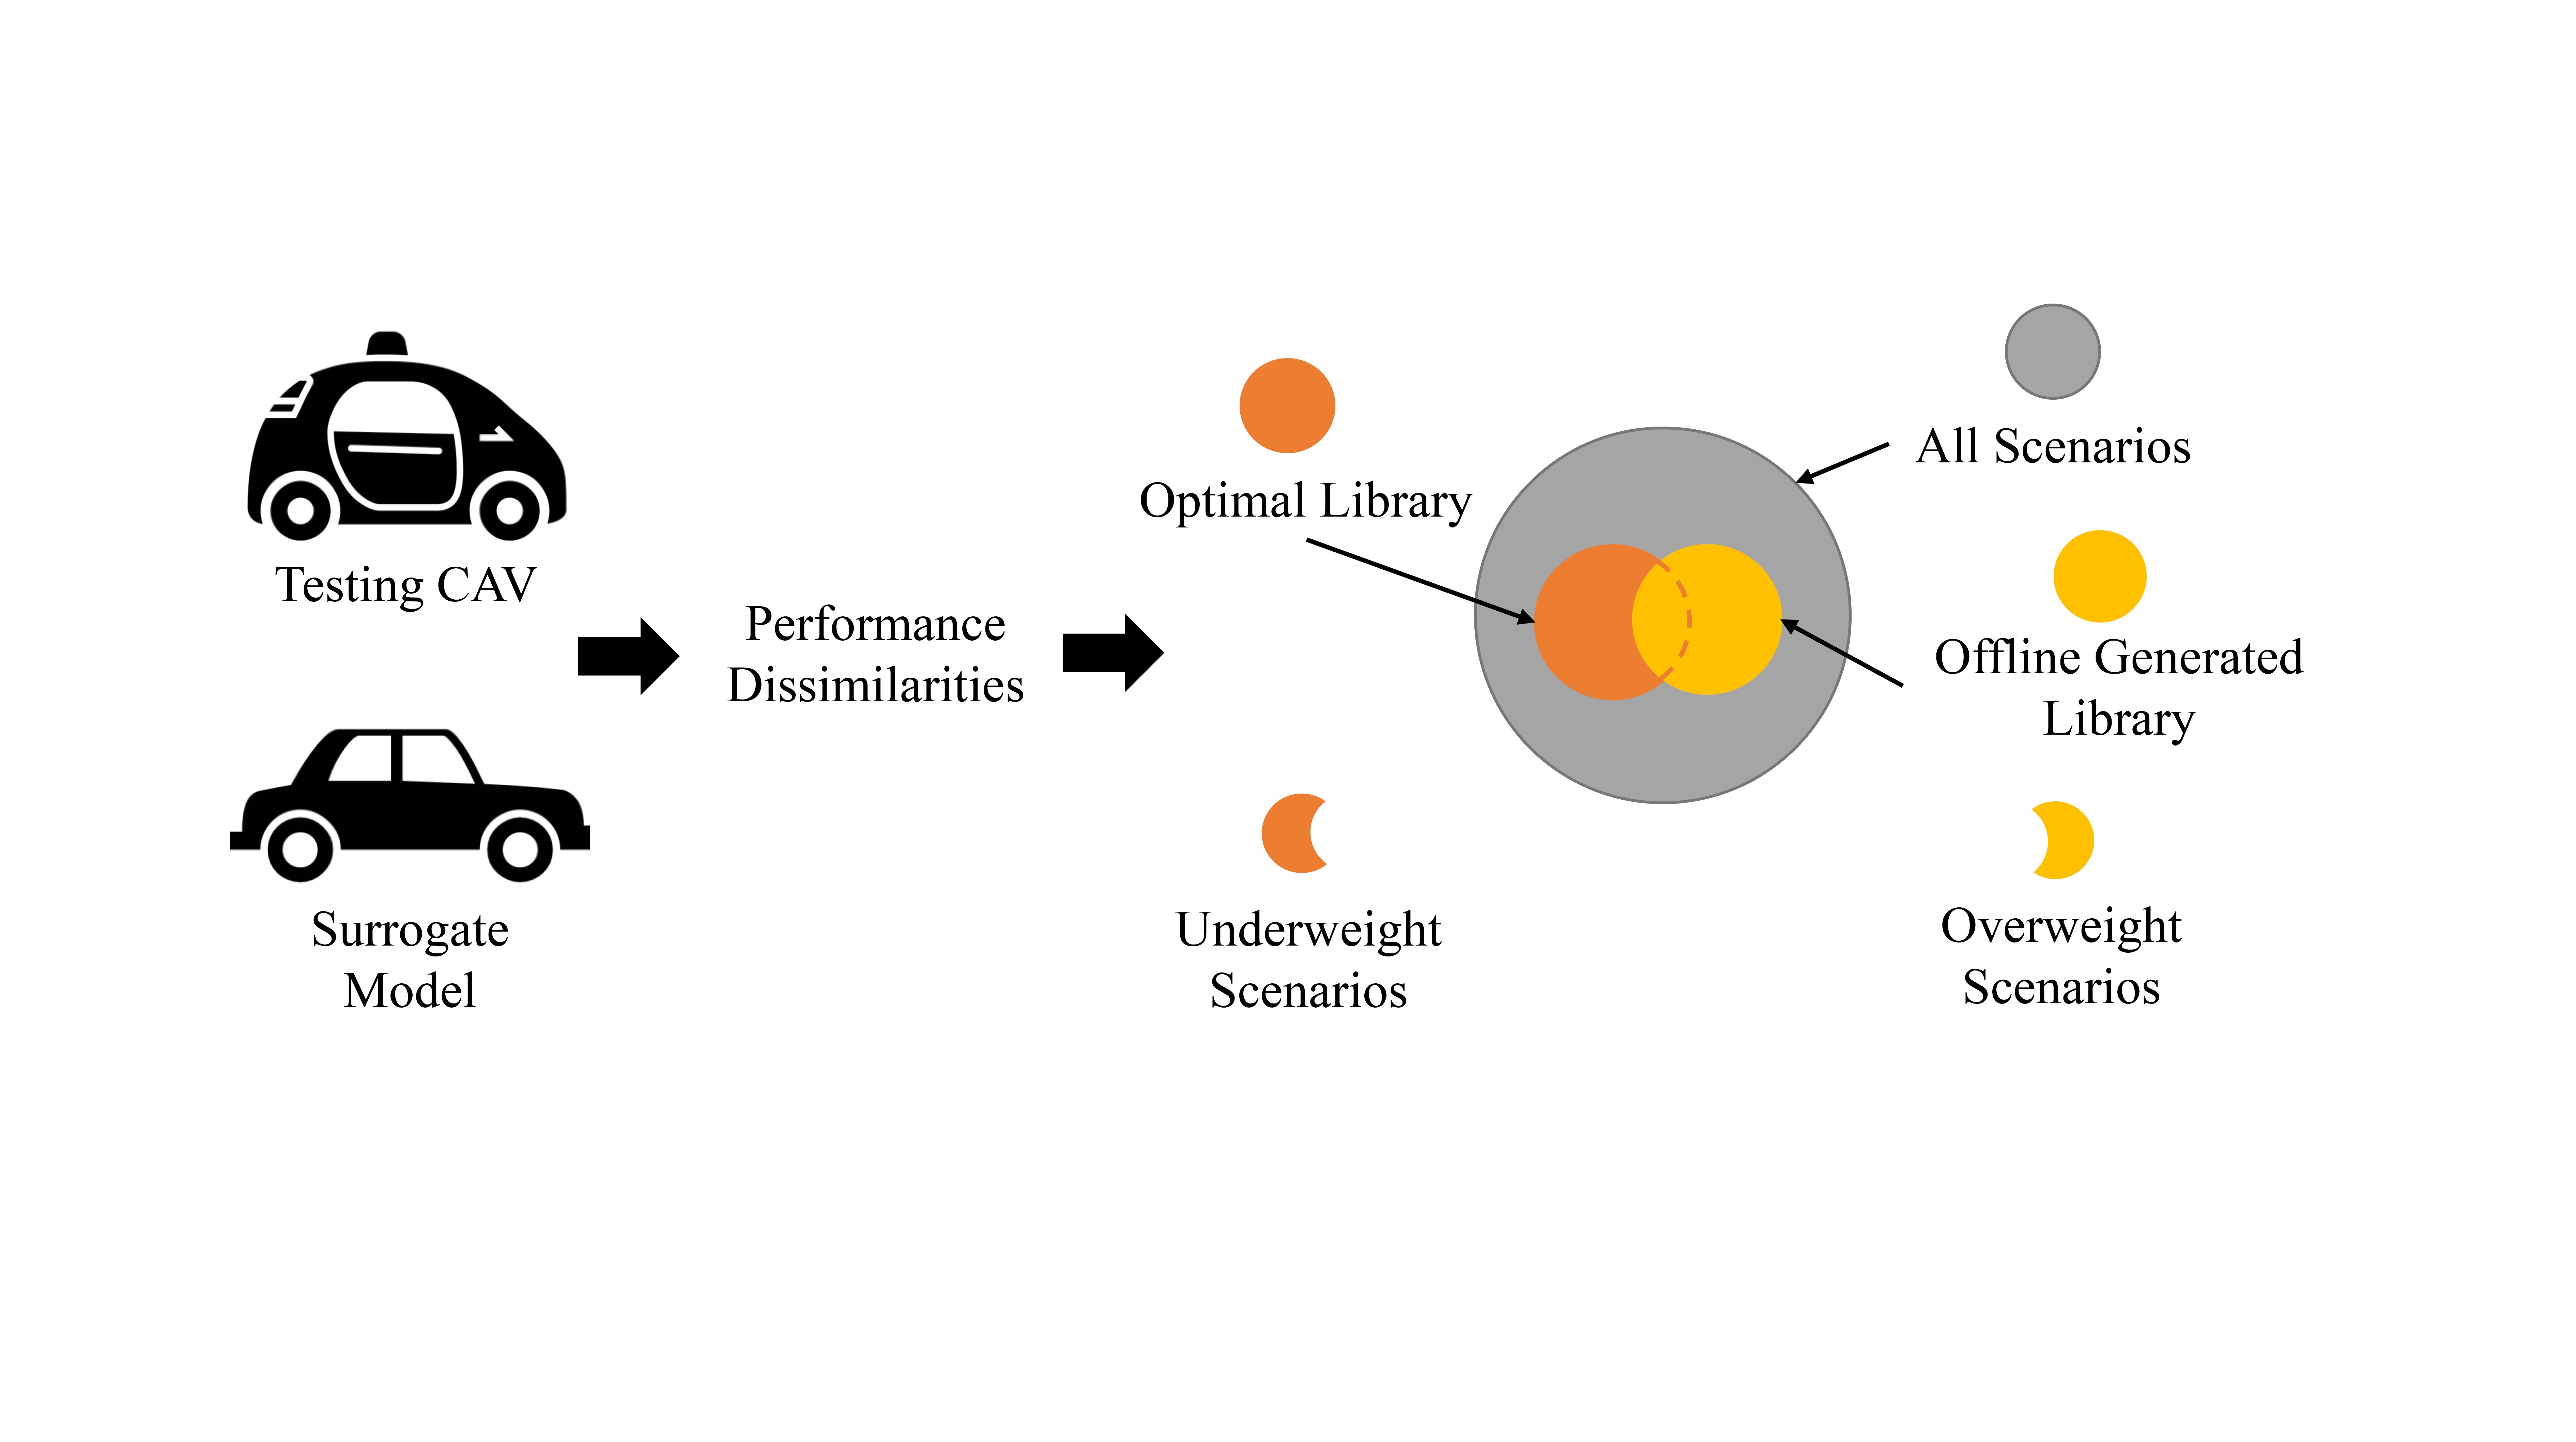 Testing CAV
Surrogate
Model
Performance
Dissimilarities
Optimal Library
All Scenarios
Offline Generated
Library
Underweight
Scenarios
Overweight
Scenarios